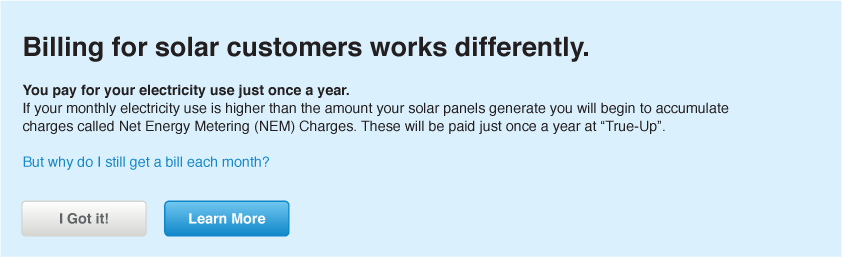 Billing for solar customers works differently.
You pay for your electricity use just once a year.
If your monthly electricity use is higher than the amount your solar panels generate you will begin to accumulate
charges called Net Energy Metering (NEM) Charges. These will be paid just once a year at “True-Up”.
But why do I still get a bill each month?
I Got it!
Learn More